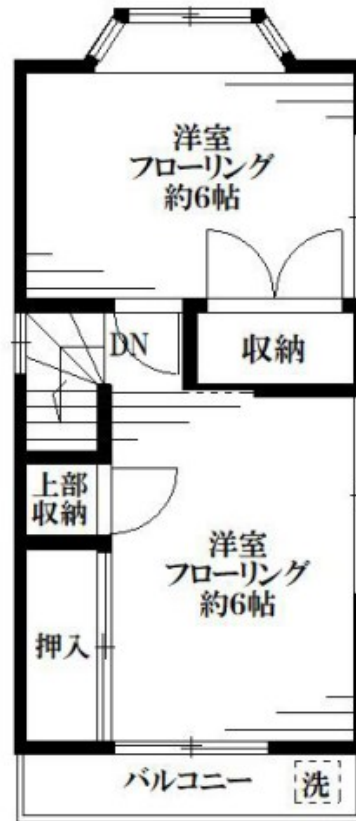 洋室
フローリング
約6帖
DN
収納
上部
収納
洋室
フローリング
約6帖
押入
バルコニー
洗